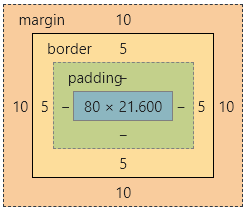 margin 10
border 5
padding –
10 5 – 80 × 21.600 – 5 10
–
5
10